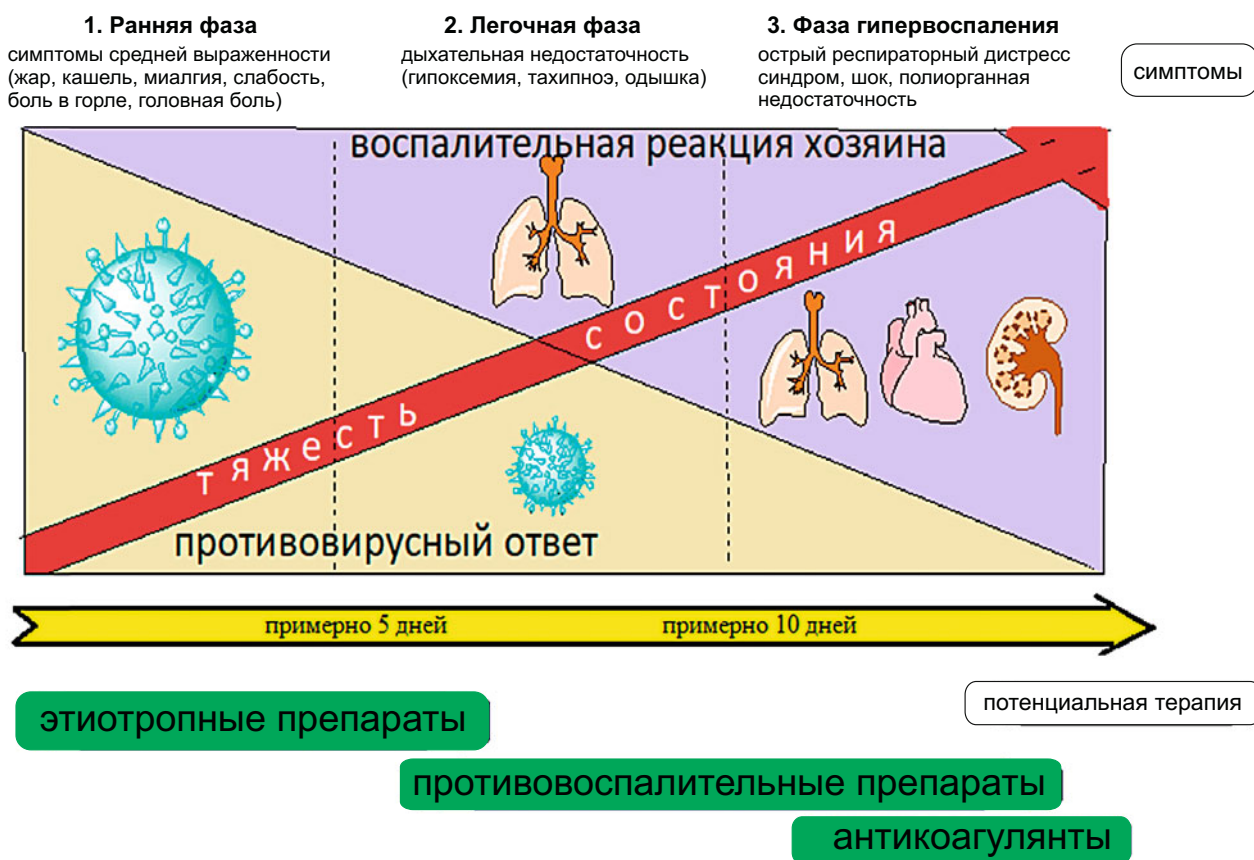 1. Ранняя фаза
симптомы средней выраженности
(жар, кашель, миалгия, слабость,
боль в горле, головная боль)
2. Легочная фаза
дыхательная недостаточность
(гипоксемия, тахипноэ, одышка)
3. Фаза гипервоспаления
острый респираторный дистресс
синдром, шок, полиорганная
недостаточность
симптомы
воспалительная реакция хозяина
тяжесть состояния
противовирусный ответ
примерно 5 дней
примерно 10 дней
потенциальная терапия
этиотропные препараты
противовоспалительные препараты
антикоагулянты